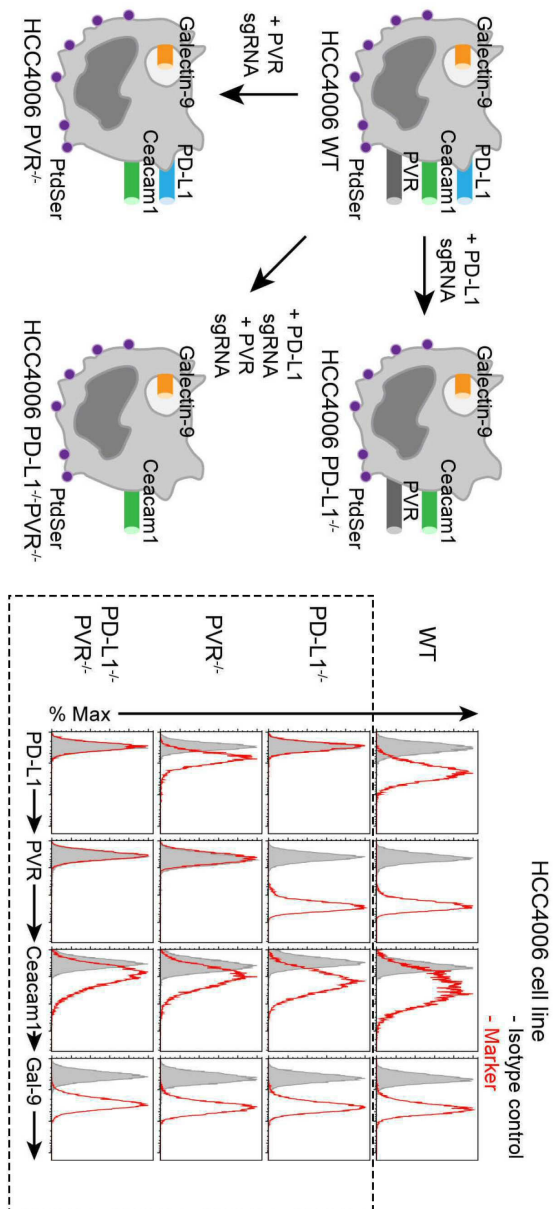 PD-L1
Ceacam1
PVR
Galectin-9
PtdSer
HCC4006 WT
+ PD-L1
sgRNA
Ceacam1
PVR
Galectin-9
PtdSer
HCC4006 PD-L1-/-
+ PVR
sgRNA
+ PD-L1
sgRNA
+ PVR
sgRNA
PD-L1
Ceacam1
Galectin-9
PtdSer
HCC4006 PVR-/-
Ceacam1
Galectin-9
PtdSer
HCC4006 PD-L1-/-PVR-/-
HCC4006 cell line
- Isotype control
- Marker
WT
PD-L1-/-
PVR-/-
PD-L1-/-
PVR-/-
% Max
PD-L1
PVR
Ceacam1
Gal-9